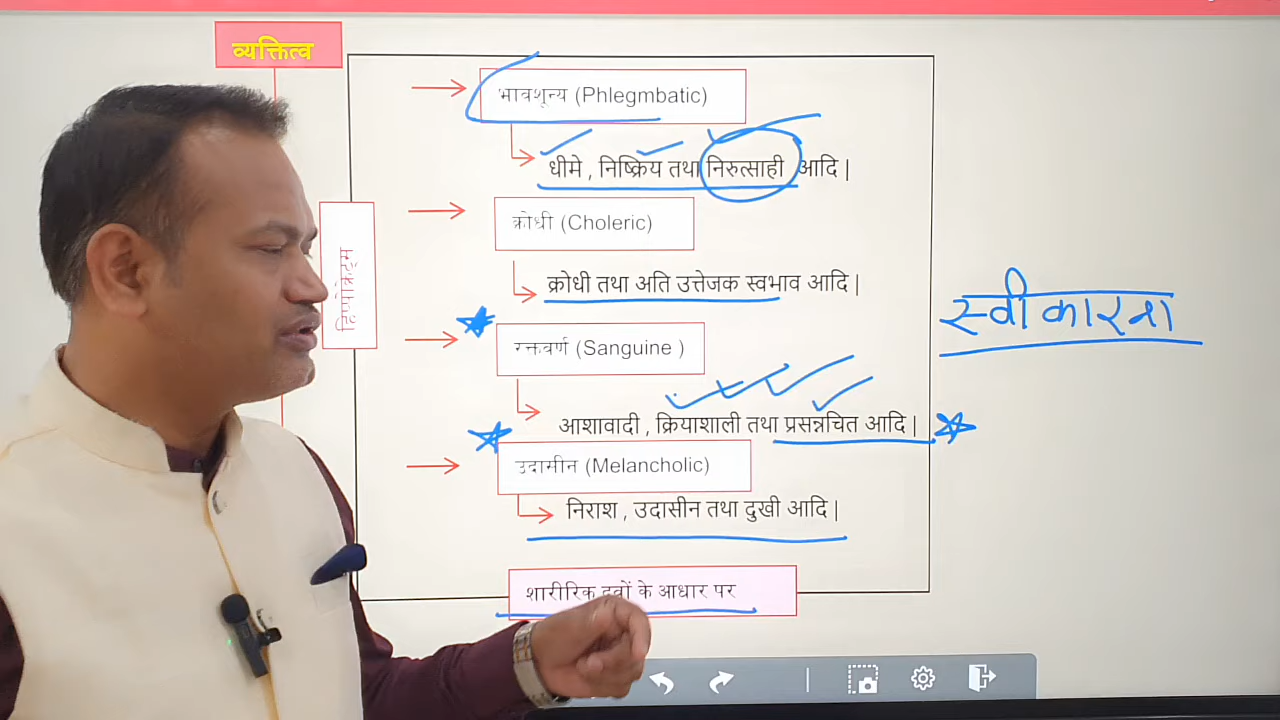 व्यक्तित्व
भावशून्य (Phlegmbatic)
धीमे , निष्क्रिय तथा निरुत्साही आदि |
क्रोधी (Choleric)
क्रोधी तथा अति उत्तेजक स्वभाव आदि |
हिप्पोक्रेट्स
स्वीकारना
रक्तवर्ण (Sanguine )
आशावादी , क्रियाशाली तथा प्रसन्नचित आदि |
उदासीन (Melancholic)
निराश , उदासीन तथा दुखी आदि |
शारीरिक द्रवों के आधार पर